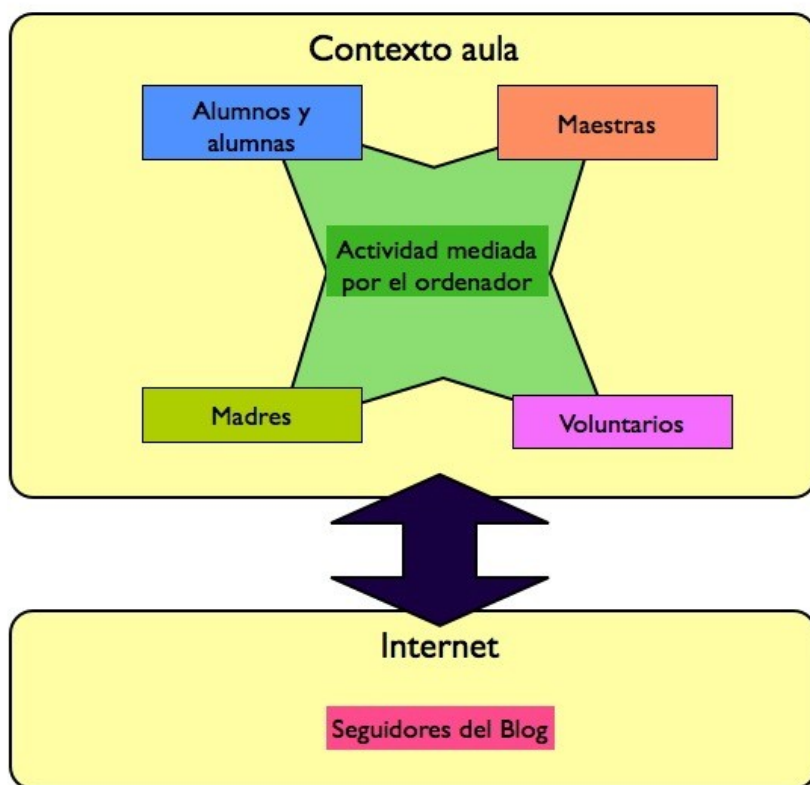 Contexto aula
Alumnos y
alumnas
Maestras
Actividad mediada
por el ordenador
Madres
Voluntarios
Internet
Seguidores del Blog